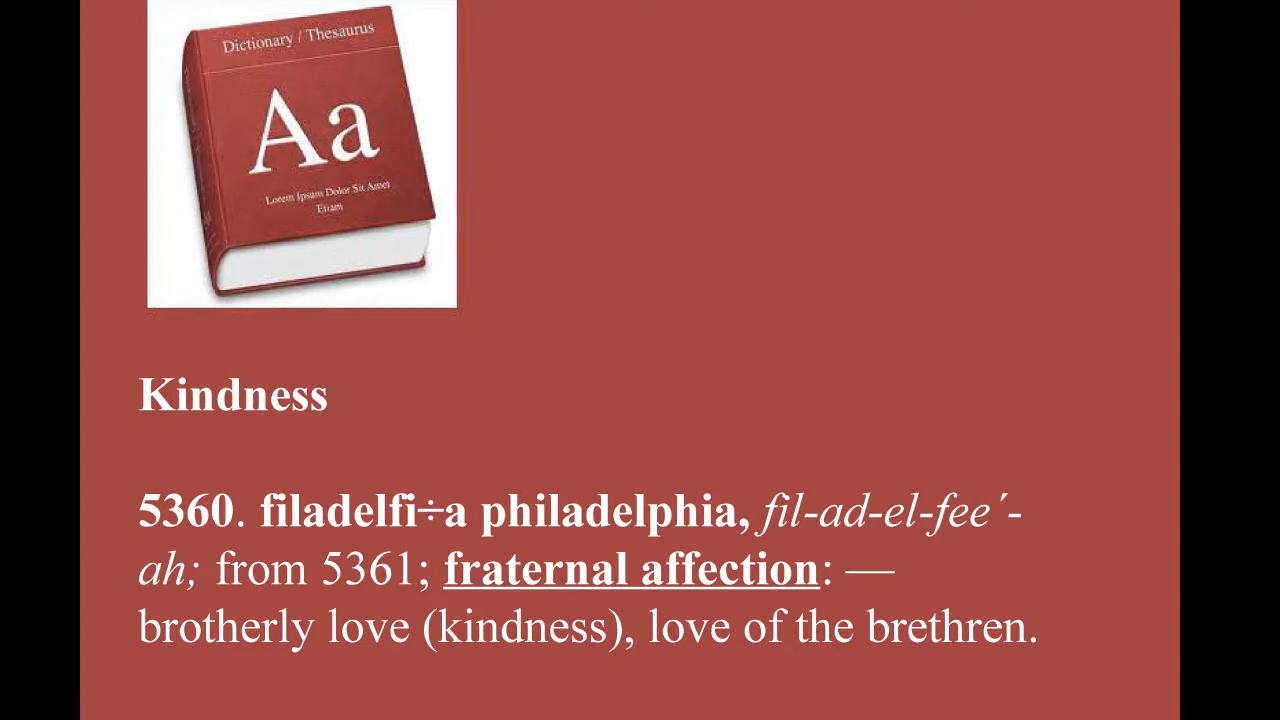 Dictionary / Thesaurus
Aa
Lorem Ipsum Dolor Sit Amet
Etiam
Kindness
5360. filadelfi÷a philadelphia, fil-ad-el-fee´-
ah; from 5361; fraternal affection: —
brotherly love (kindness), love of the brethren.